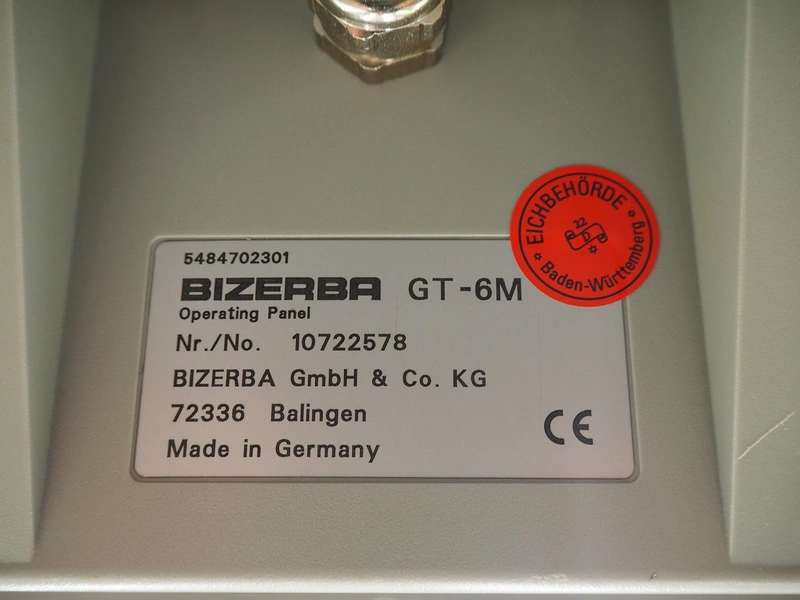 5484702301
BIZERBA GT-6M
Operating Panel
Nr./No. 10722578
BIZERBA GmbH & Co. KG
72336 Balingen
Made in Germany
CE
EICHBEHÖRDE
22
D
Baden-Württemberg